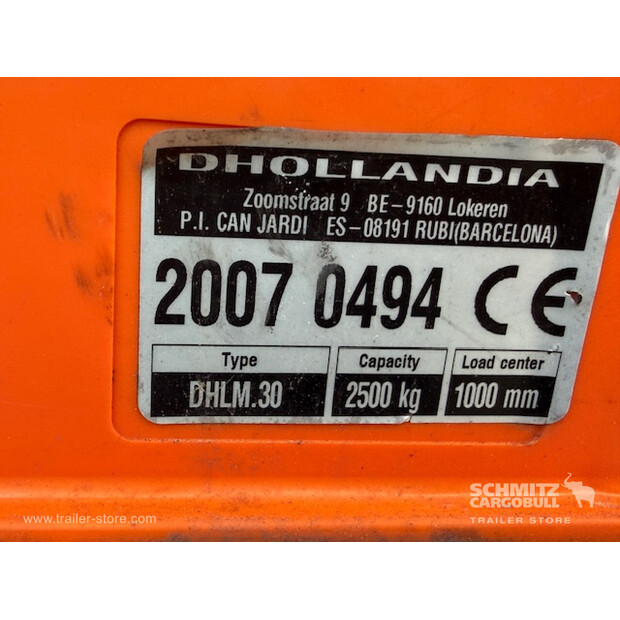 DHOLLANDIA
Zoomstraat 9 BE-9160 Lokeren
P.I. CAN JARDI ES-08191 RUBI(BARCELONA)
2007 0494 CE
Type Capacity Load center
DHLM.30 2500 kg 1000 mm
SCHMITZ
CARGOBULL
TRAILER STORE
www.trailer-store.com